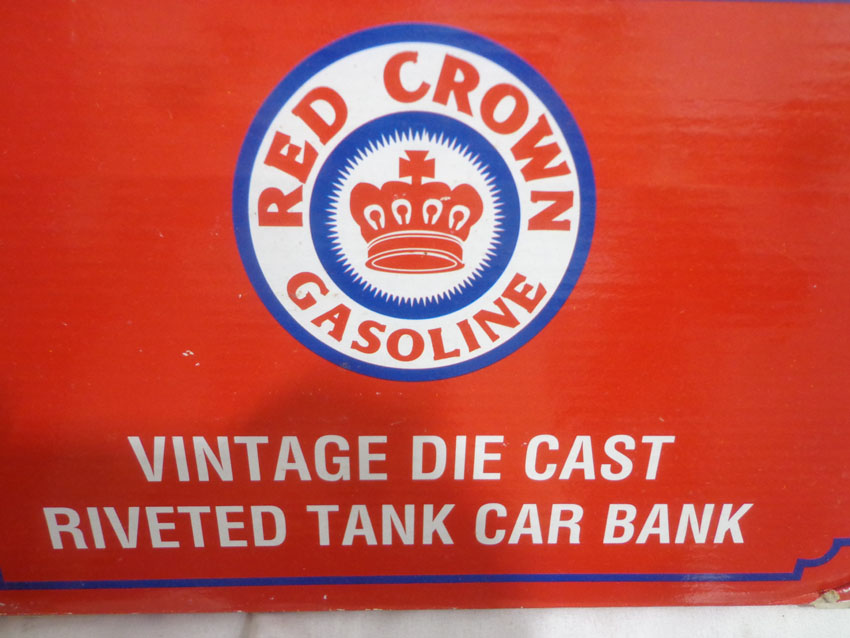 RED CROWN
GASOLINE
VINTAGE DIE CAST
RIVETED TANK CAR BANK